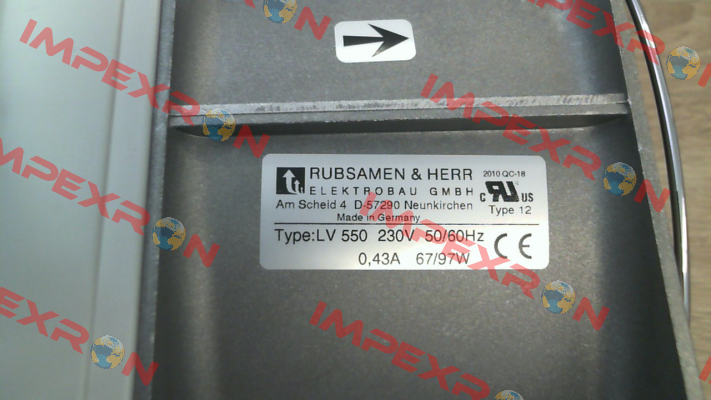 IMPEXRON
IMPEXRON
IMPEXRON
RUBSAMEN & HERR
ELEKTROBAU GMBH
Am Scheid 4 D-57290 Neunkirchen
Made in Germany
2010 QC-18
C RU US
Type 12
Type:LV 550 230V 50/60Hz
0,43A 67/97W
CE
IMPEXRON
IMPEXRON
IMPEXRON